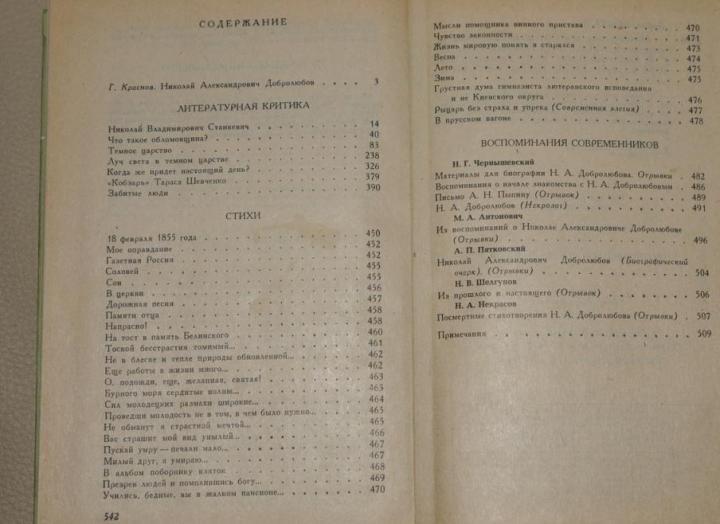 СОДЕРЖАНИЕ
Г. Краснов. Николай Александрович Добролюбов . . . . 3
ЛИТЕРАТУРНАЯ КРИТИКА
Николай Владимирович Станкевич . . . . 14
Что такое обломовщина? . . . . 40
Темное царство . . . . 83
Луч света в темном царстве . . . . 238
Когда же придет настоящий день? . . . . 326
«Кобзарь» Тараса Шевченко . . . . 379
Забитые люди . . . . 390
СТИХИ
18 февраля 1855 года . . . . 450
Мое оправдание . . . . 452
Газетная Россия . . . . 452
Соловей . . . . 455
Сон . . . . 455
В церкви . . . . 456
Дорожная песня . . . . 457
Памяти отца . . . . 458
Напрасно! . . . . 458
На тост в память Белинского . . . . 460
Тоской бесстрастия томимый... . . . . 461
Не в блеске и тепле природы обновленной... . . . . 462
Еще работы в жизни много... . . . . 462
О, подожди, еще, желанная, святая! . . . . 463
Бурного моря сердитые волны... . . . . 463
Сил молодецких размахи широкие... . . . . 464
Проведши молодость не в том, в чем было нужно... . . . . 465
Не обманут я страстной мечтой... . . . . 465
Вас страшит мой вид унылый... . . . . 466
Пускай умру — печали мало... . . . . 467
Милый друг, я умираю... . . . . 467
В альбом поборнику взяток . . . . 468
Презрев людей и помолившись богу... . . . . 469
Учились, бедные, вы в жалком пансионе... . . . . 470
542
Мысли помощника винного пристава . . . . 470
Чувство законности . . . . 471
Жизнь мировую понять я старался . . . . 473
Весна . . . . 474
Лето . . . . 475
Зима . . . . 475
Грустная дума гимназиста лютеранского исповедания
и не Киевского округа . . . . 476
Рыцарь без страха и упрека (Современная элегия) . . . . 477
В прусском вагоне . . . . 478
ВОСПОМИНАНИЯ СОВРЕМЕННИКОВ
Н. Г. Чернышевский
Материалы для биографии Н. А. Добролюбова. Отрывки . . 482
Воспоминания о начале знакомства с Н. А. Добролюбовым . . 486
Письмо А. Н. Пыпину (Отрывок) . . . . 489
Н. А. Добролюбов (Некролог) . . . . 491
М. А. Антонович
Из воспоминаний о Николае Александровиче Добролюбове
(Отрывки) . . . . 496
А. П. Пятковский
Николай Александрович Добролюбов (Биографический
очерк). (Отрывки) . . . . 504
Н. В. Шелгунов
Из прошлого и настоящего (Отрывок) . . . . 506
Н. А. Некрасов
Посмертные стихотворения Н. А. Добролюбова (Отрывки) . . 507
Примечания . . . . 509